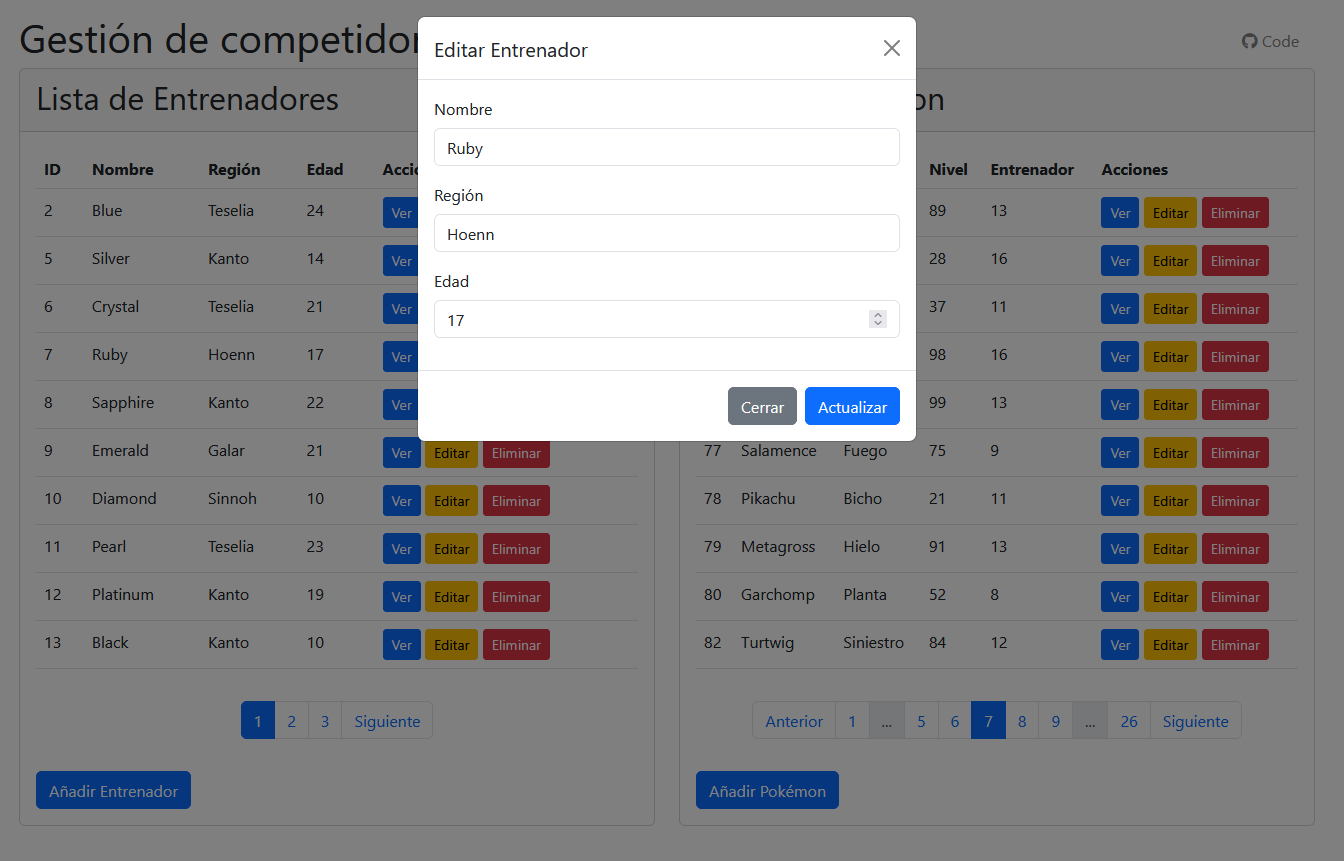 Gestión de competidor
Code
Editar Entrenador
Nombre
Ruby
Región
Hoenn
Edad
17
Cerrar Actualizar
Lista de Entrenadores
ID Nombre Región Edad
2 Blue Teselia 24 Ver
5 Silver Kanto 14 Ver
6 Crystal Teselia 21 Ver
7 Ruby Hoenn 17 Ver
8 Sapphire Kanto 22 Ver
9 Emerald Galar 21 Ver Editar Eliminar
10 Diamond Sinnoh 10 Ver Editar Eliminar
11 Pearl Teselia 23 Ver Editar Eliminar
12 Platinum Kanto 19 Ver Editar Eliminar
13 Black Kanto 10 Ver Editar Eliminar
1 2 3 Siguiente
Añadir Entrenador
on
Nivel Entrenador Acciones
89 13 Ver Editar Eliminar
28 16 Ver Editar Eliminar
37 11 Ver Editar Eliminar
98 16 Ver Editar Eliminar
99 13 Ver Editar Eliminar
77 Salamence Fuego 75 9 Ver Editar Eliminar
78 Pikachu Bicho 21 11 Ver Editar Eliminar
79 Metagross Hielo 91 13 Ver Editar Eliminar
80 Garchomp Planta 52 8 Ver Editar Eliminar
82 Turtwig Siniestro 84 12 Ver Editar Eliminar
Anterior 1 ... 5 6 7 8 9 ... 26 Siguiente
Añadir Pokémon